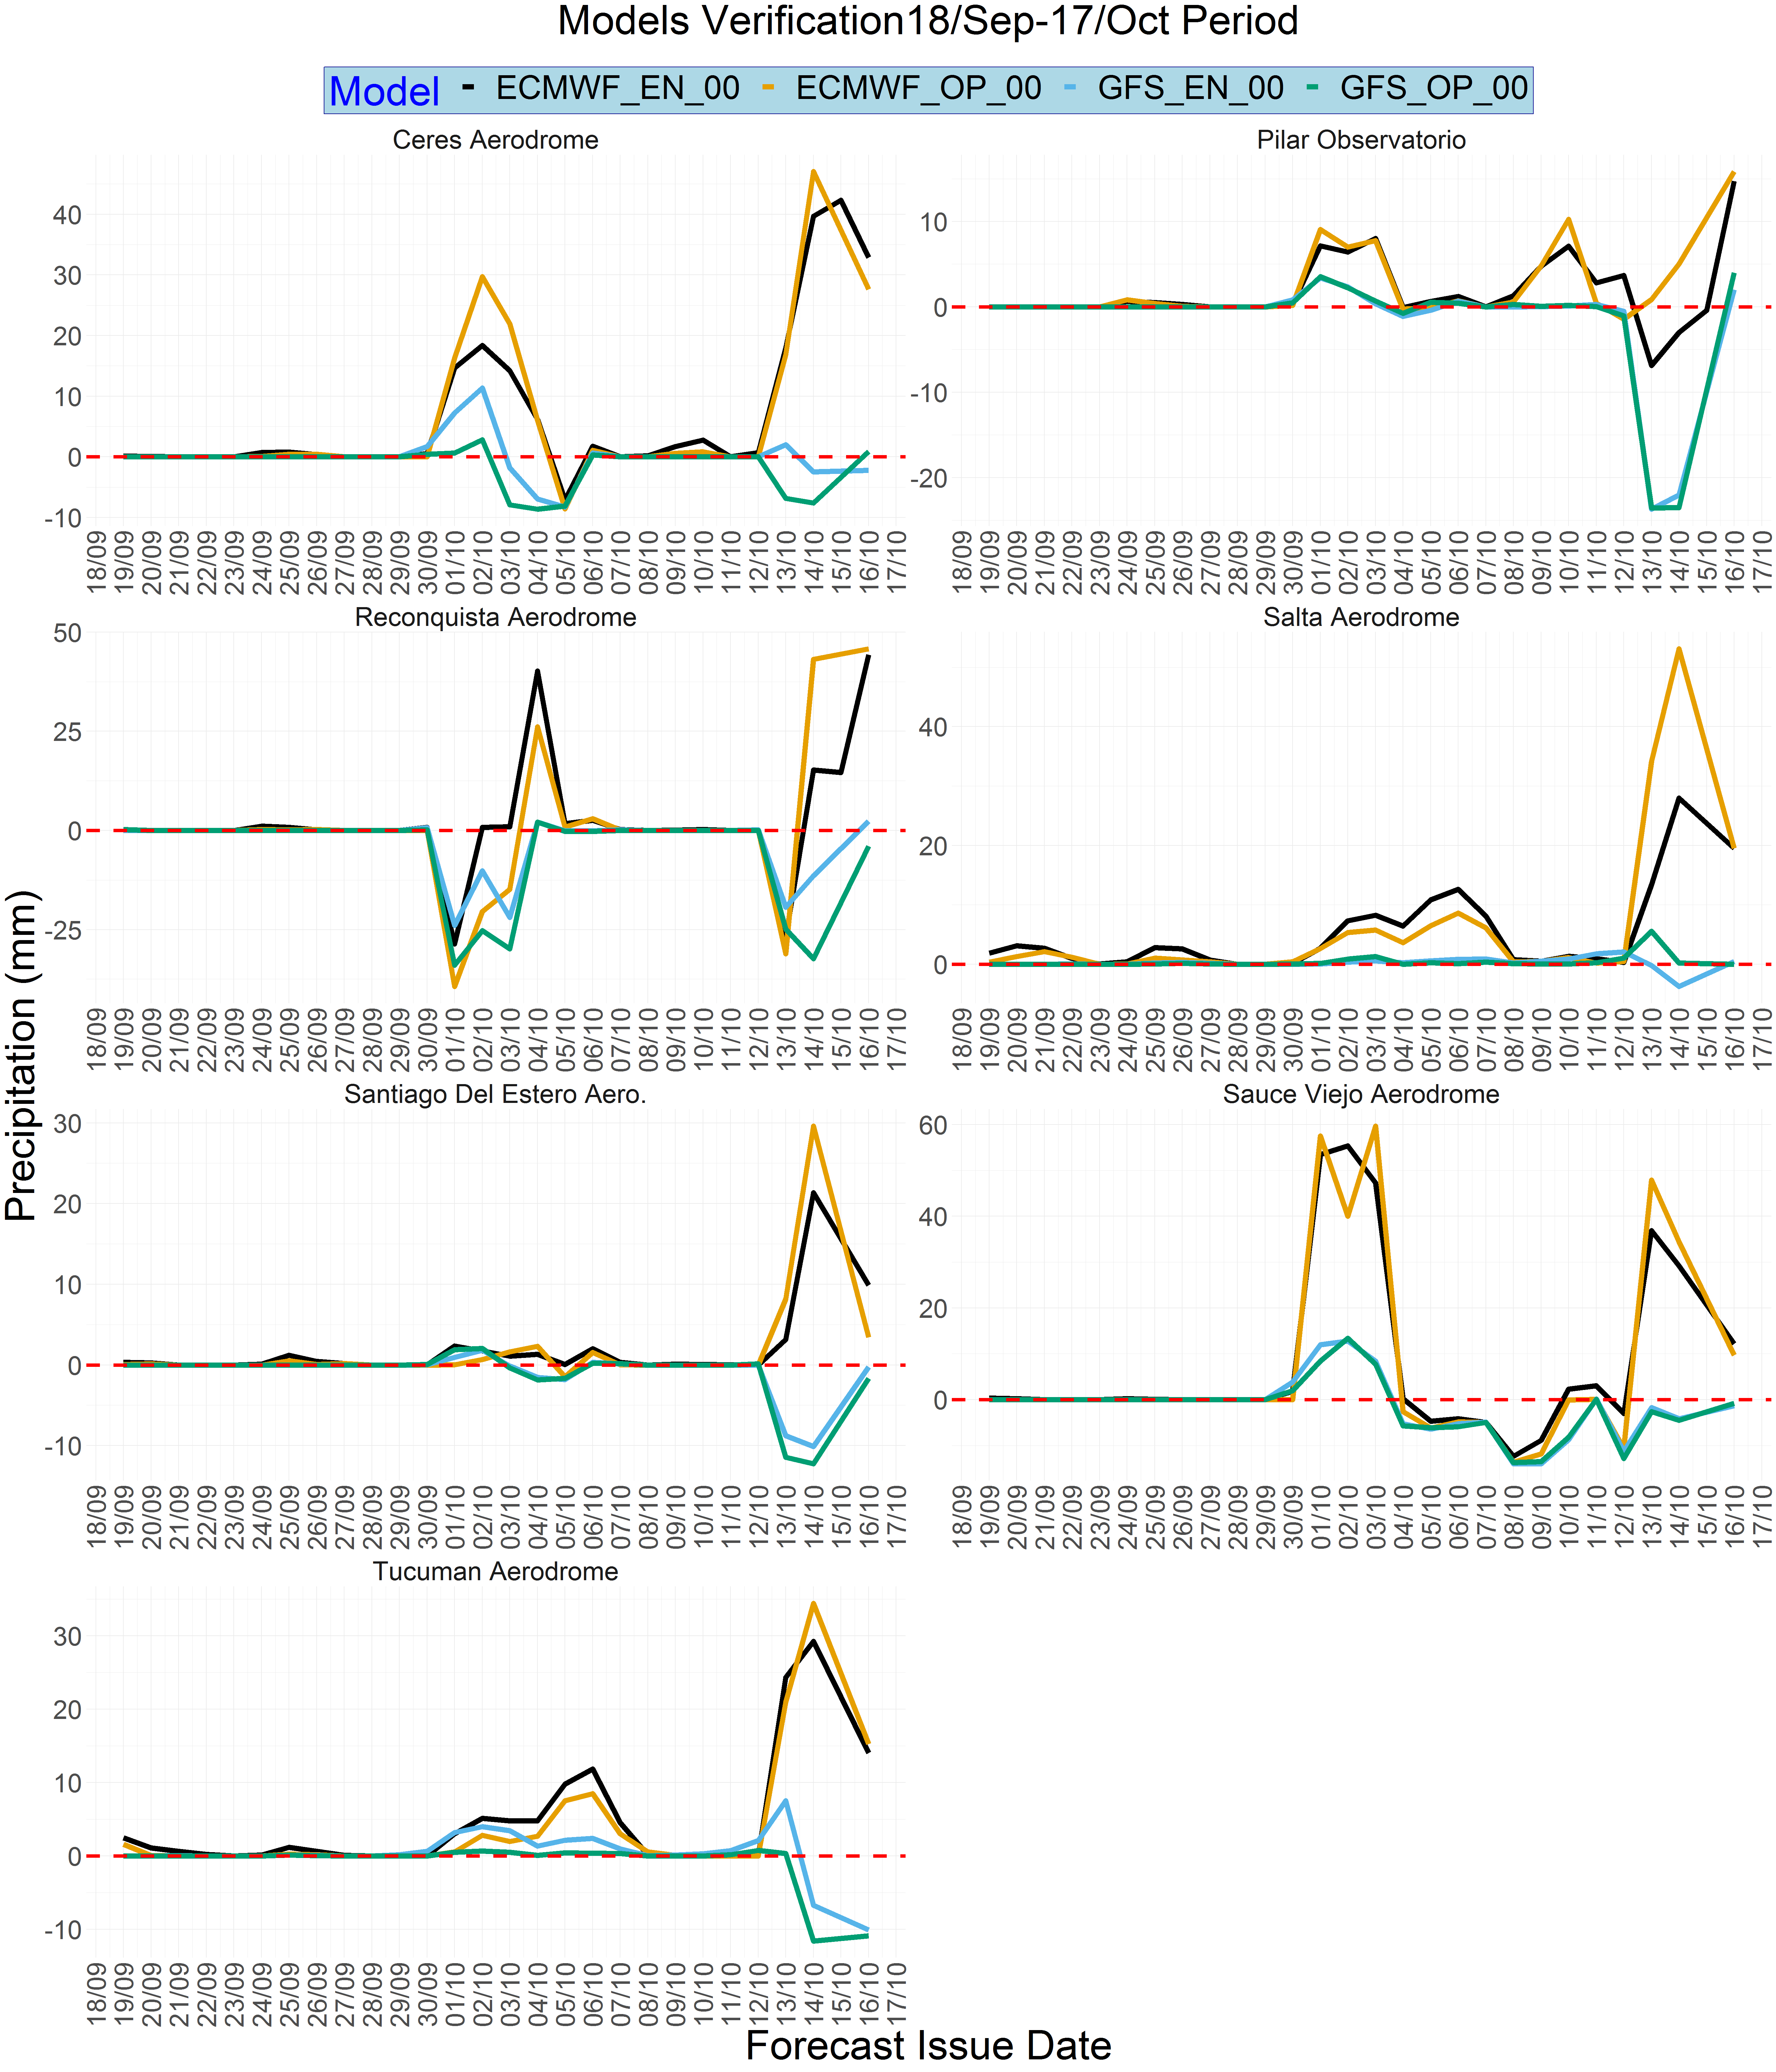 Models Verification18/Sep-17/Oct Period
Model ECMWF_EN_00 ECMWF_OP_00 GFS_EN_00 GFS_OP_00
Ceres Aerodrome
40
30
20
10
0
-10
18/09 19/09 20/09 21/09 22/09 23/09 24/09 25/09 26/09 27/09 28/09 29/09 30/09 01/10 02/10 03/10 04/10 05/10 06/10 07/10 08/10 09/10 10/10 11/10 12/10 13/10 14/10 15/10 16/10 17/10
Pilar Observatorio
10
0
-10
-20
18/09 19/09 20/09 21/09 22/09 23/09 24/09 25/09 26/09 27/09 28/09 29/09 30/09 01/10 02/10 03/10 04/10 05/10 06/10 07/10 08/10 09/10 10/10 11/10 12/10 13/10 14/10 15/10 16/10 17/10
Reconquista Aerodrome
50
25
0
-25
18/09 19/09 20/09 21/09 22/09 23/09 24/09 25/09 26/09 27/09 28/09 29/09 30/09 01/10 02/10 03/10 04/10 05/10 06/10 07/10 08/10 09/10 10/10 11/10 12/10 13/10 14/10 15/10 16/10 17/10
Salta Aerodrome
40
20
0
18/09 19/09 20/09 21/09 22/09 23/09 24/09 25/09 26/09 27/09 28/09 29/09 30/09 01/10 02/10 03/10 04/10 05/10 06/10 07/10 08/10 09/10 10/10 11/10 12/10 13/10 14/10 15/10 16/10 17/10
Santiago Del Estero Aero.
30
20
10
0
-10
18/09 19/09 20/09 21/09 22/09 23/09 24/09 25/09 26/09 27/09 28/09 29/09 30/09 01/10 02/10 03/10 04/10 05/10 06/10 07/10 08/10 09/10 10/10 11/10 12/10 13/10 14/10 15/10 16/10 17/10
Sauce Viejo Aerodrome
60
40
20
0
18/09 19/09 20/09 21/09 22/09 23/09 24/09 25/09 26/09 27/09 28/09 29/09 30/09 01/10 02/10 03/10 04/10 05/10 06/10 07/10 08/10 09/10 10/10 11/10 12/10 13/10 14/10 15/10 16/10 17/10
Tucuman Aerodrome
30
20
10
0
-10
18/09 19/09 20/09 21/09 22/09 23/09 24/09 25/09 26/09 27/09 28/09 29/09 30/09 01/10 02/10 03/10 04/10 05/10 06/10 07/10 08/10 09/10 10/10 11/10 12/10 13/10 14/10 15/10 16/10 17/10
Precipitation (mm)
Forecast Issue Date